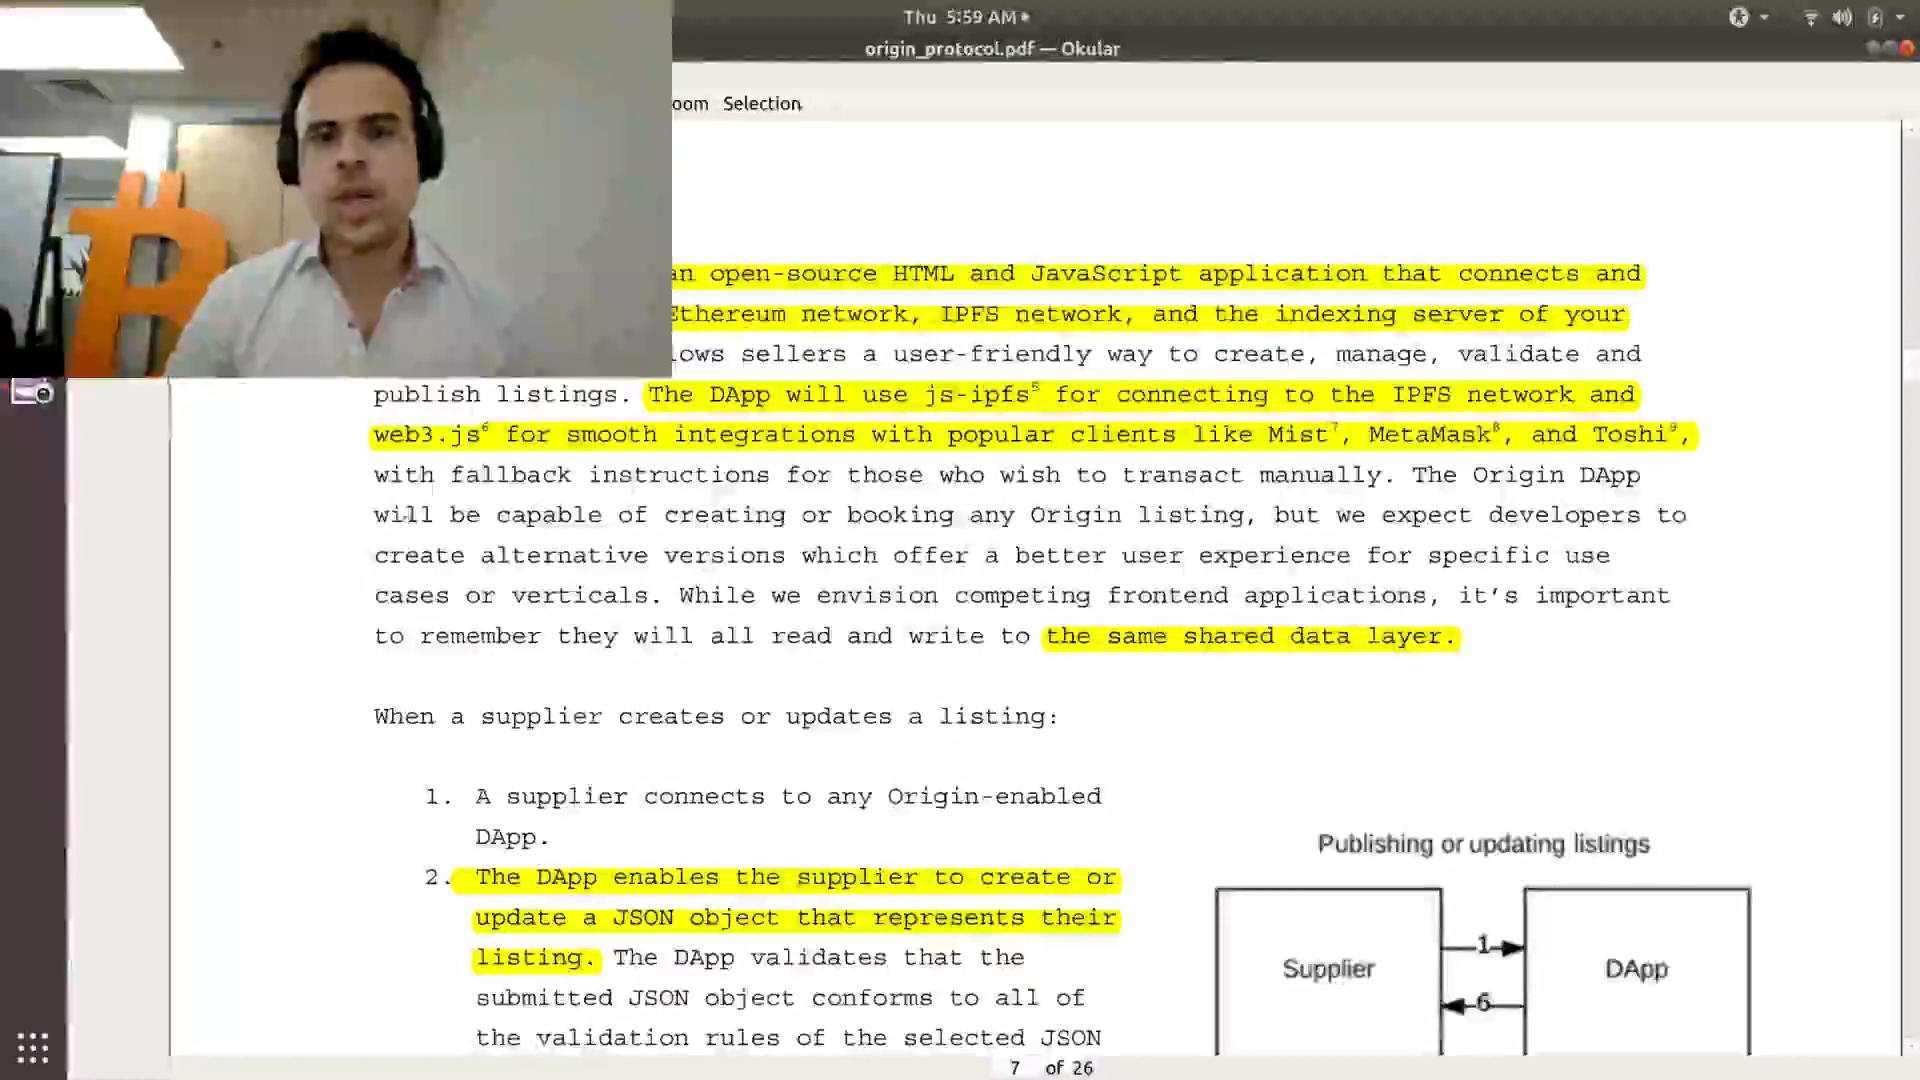 Thu 5:59 AM
origin_protocol.pdf — Okular
oom Selection
an open-source HTML and JavaScript application that connects and
Ethereum network, IPFS network, and the indexing server of your
lows sellers a user-friendly way to create, manage, validate and
publish listings. The DApp will use js-ipfs⁵ for connecting to the IPFS network and
web3.js⁶ for smooth integrations with popular clients like Mist⁷, MetaMask⁸, and Toshi⁹,
with fallback instructions for those who wish to transact manually. The Origin DApp
will be capable of creating or booking any Origin listing, but we expect developers to
create alternative versions which offer a better user experience for specific use
cases or verticals. While we envision competing frontend applications, it's important
to remember they will all read and write to the same shared data layer.
When a supplier creates or updates a listing:
1. A supplier connects to any Origin-enabled
DApp.
2. The DApp enables the supplier to create or
update a JSON object that represents their
listing. The DApp validates that the
submitted JSON object conforms to all of
the validation rules of the selected JSON
Publishing or updating listings
Supplier
1
6
DApp
7 of 26